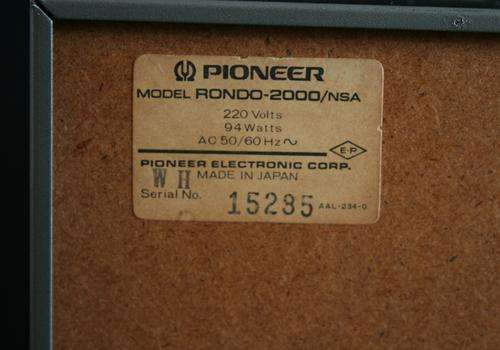 PIONEER
MODEL RONDO-2000/NSA
220 Volts
94 Watts
AC 50/60 Hz ~
E-P
PIONEER ELECTRONIC CORP.
W H MADE IN JAPAN
Serial No. 15285 AAL-234-0